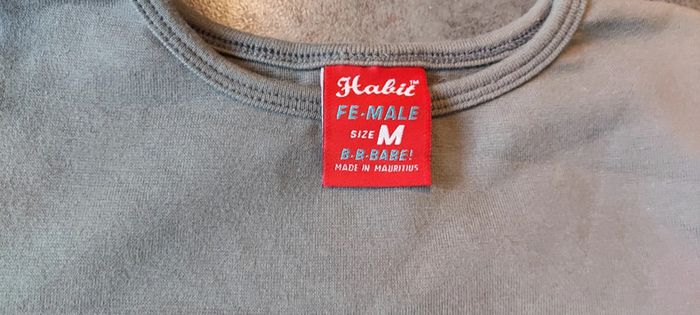 Habit™
FE-MALE
SIZE M
B-B-BABE!
MADE IN MAURITIUS